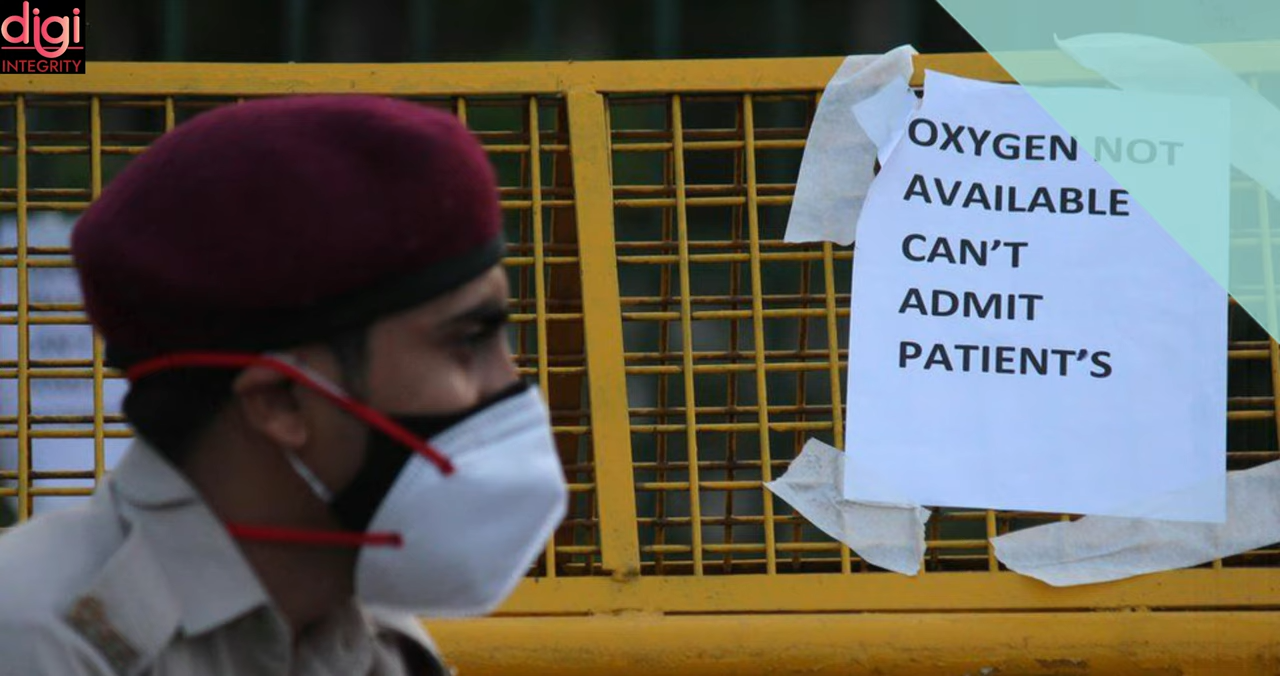 digi
INTEGRITY
OXYGEN NOT
AVAILABLE
CAN'T
ADMIT
PATIENT'S